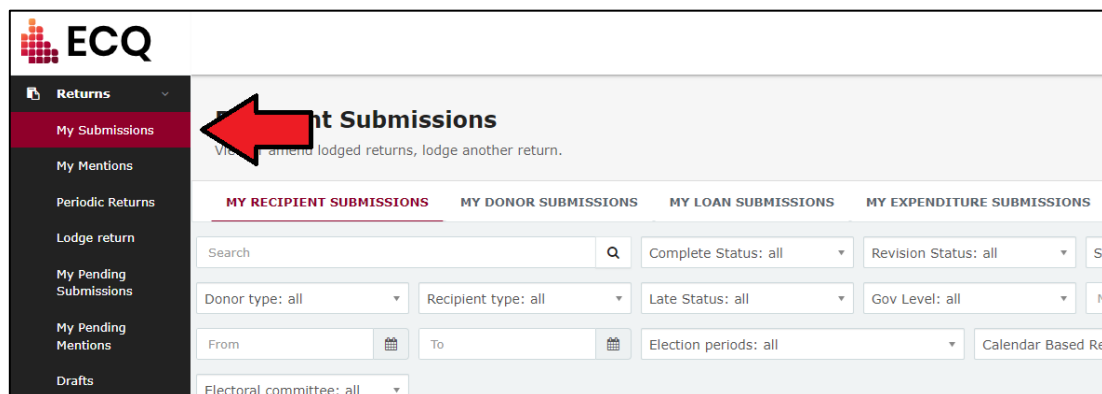 ECQ
Returns
My Submissions
My Mentions
Periodic Returns
Lodge return
My Pending
Submissions
My Pending
Mentions
Drafts
Submissions
amend lodged returns, lodge another return.
MY RECIPIENT SUBMISSIONS MY DONOR SUBMISSIONS MY LOAN SUBMISSIONS MY EXPENDITURE SUBMISSIONS
Search Complete Status: all Revision Status: all
Donor type: all Recipient type: all Late Status: all Gov Level: all
From To Election periods: all Calendar Based
Electoral committee: all